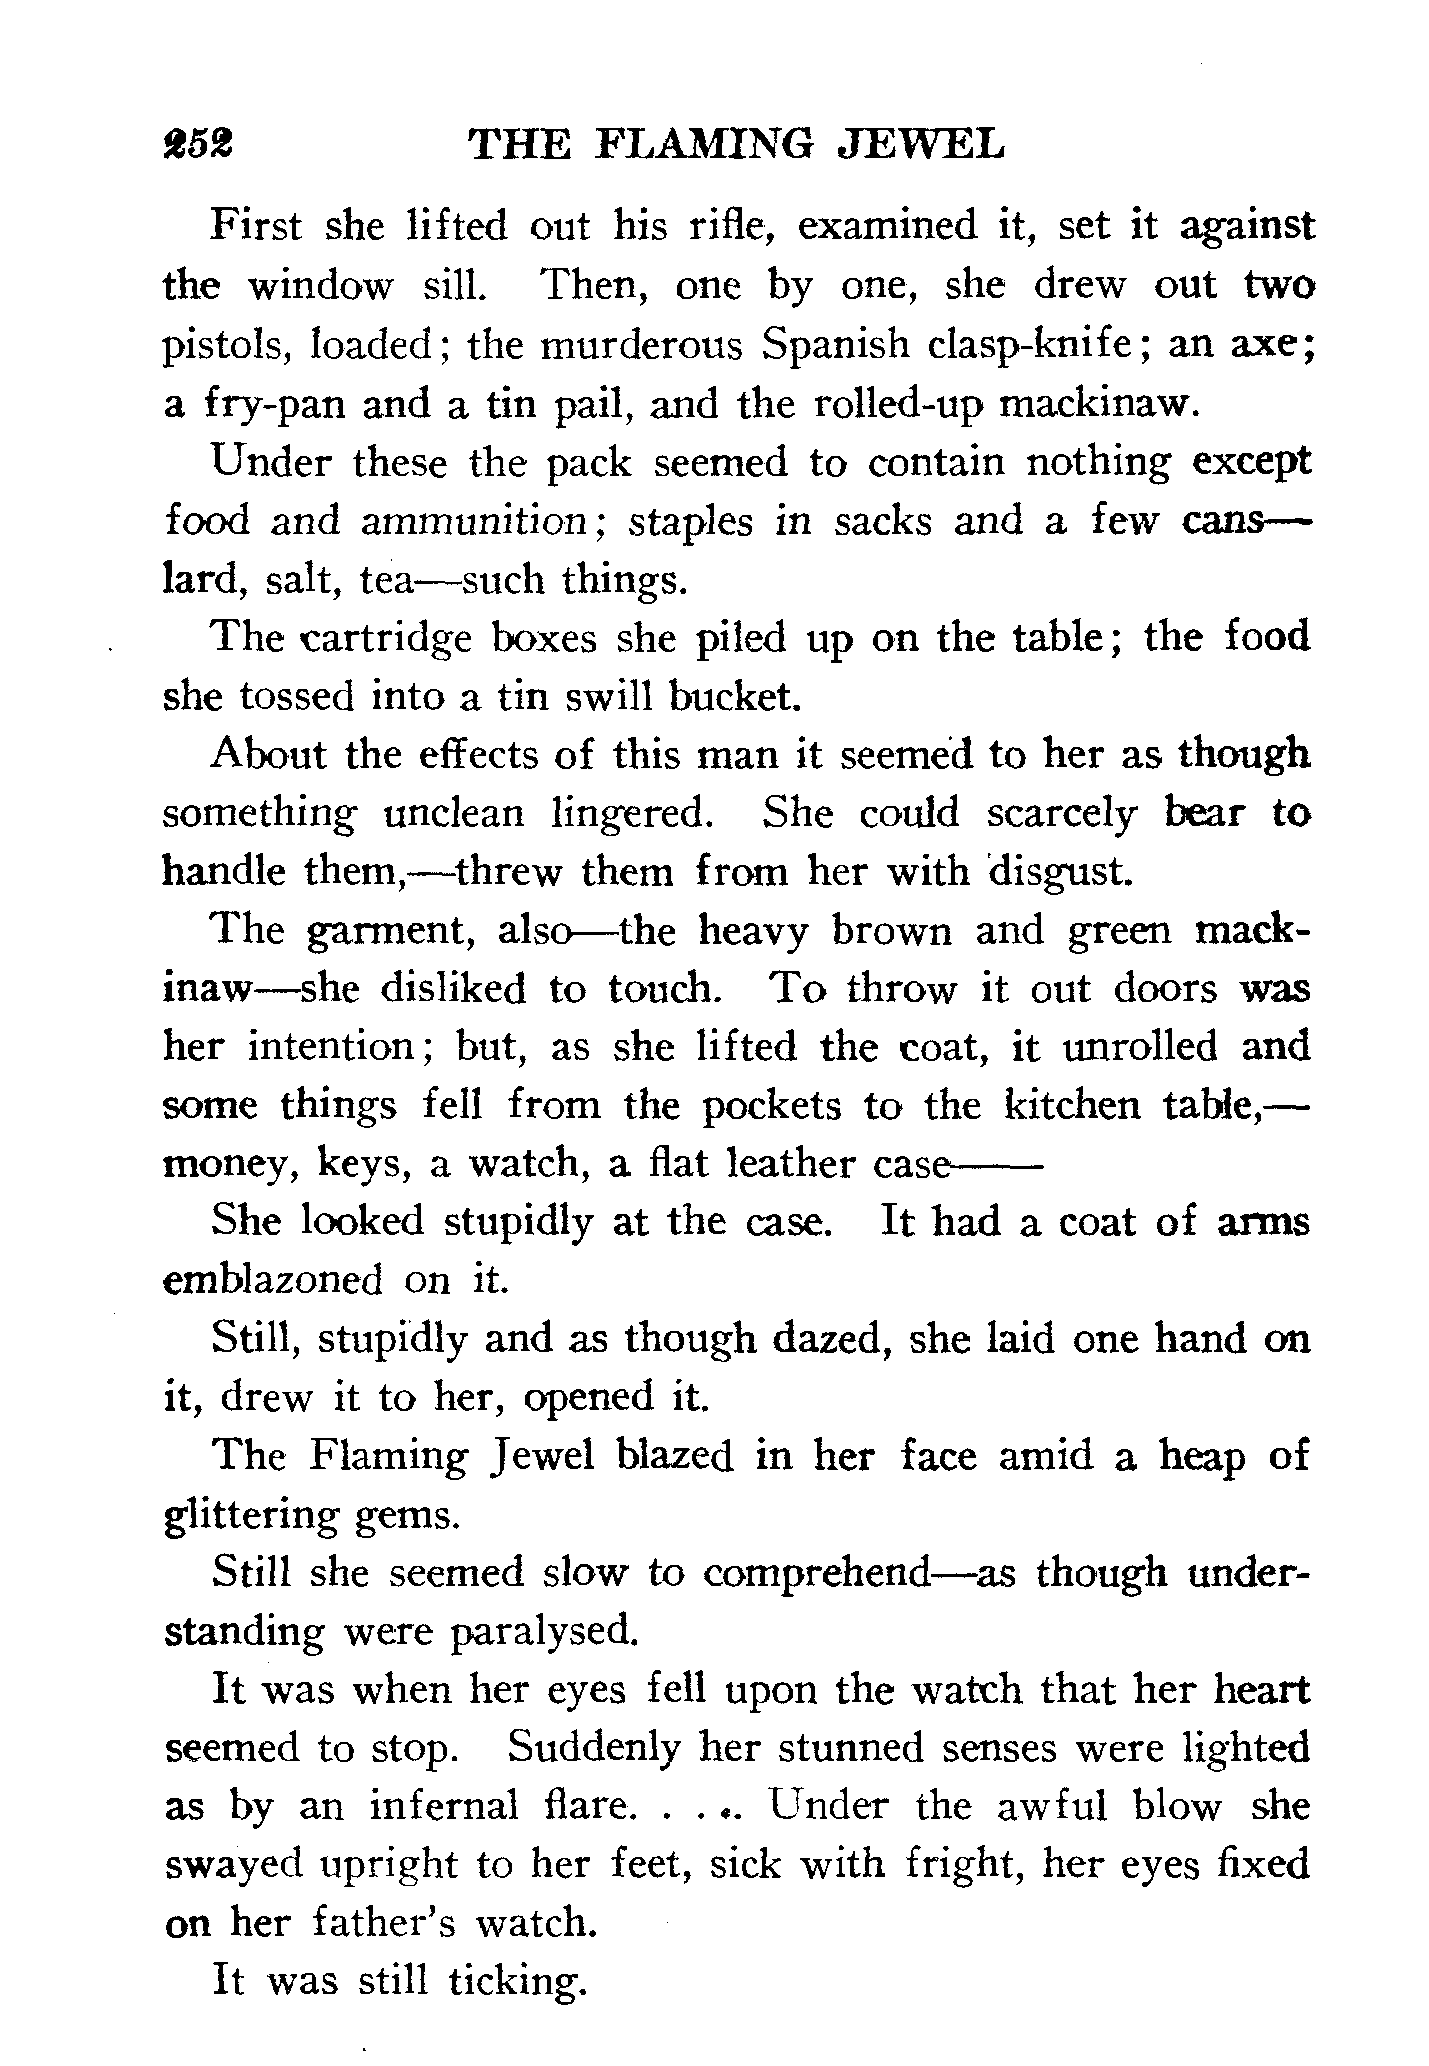 252 THE FLAMING JEWEL
First she lifted out his rifle, examined it, set it against
the window sill. Then, one by one, she drew out two
pistols, loaded; the murderous Spanish clasp-knife; an axe;
a fry-pan and a tin pail, and the rolled-up mackinaw.
Under these the pack seemed to contain nothing except
food and ammunition; staples in sacks and a few cans—
lard, salt, tea—such things.
The cartridge boxes she piled up on the table; the food
she tossed into a tin swill bucket.
About the effects of this man it seemed to her as though
something unclean lingered. She could scarcely bear to
handle them,—threw them from her with disgust.
The garment, also—the heavy brown and green mack-
inaw—she disliked to touch. To throw it out doors was
her intention; but, as she lifted the coat, it unrolled and
some things fell from the pockets to the kitchen table,—
money, keys, a watch, a flat leather case——
She looked stupidly at the case. It had a coat of arms
emblazoned on it.
Still, stupidly and as though dazed, she laid one hand on
it, drew it to her, opened it.
The Flaming Jewel blazed in her face amid a heap of
glittering gems.
Still she seemed slow to comprehend—as though under-
standing were paralysed.
It was when her eyes fell upon the watch that her heart
seemed to stop. Suddenly her stunned senses were lighted
as by an infernal flare. . . .. Under the awful blow she
swayed upright to her feet, sick with fright, her eyes fixed
on her father's watch.
It was still ticking.